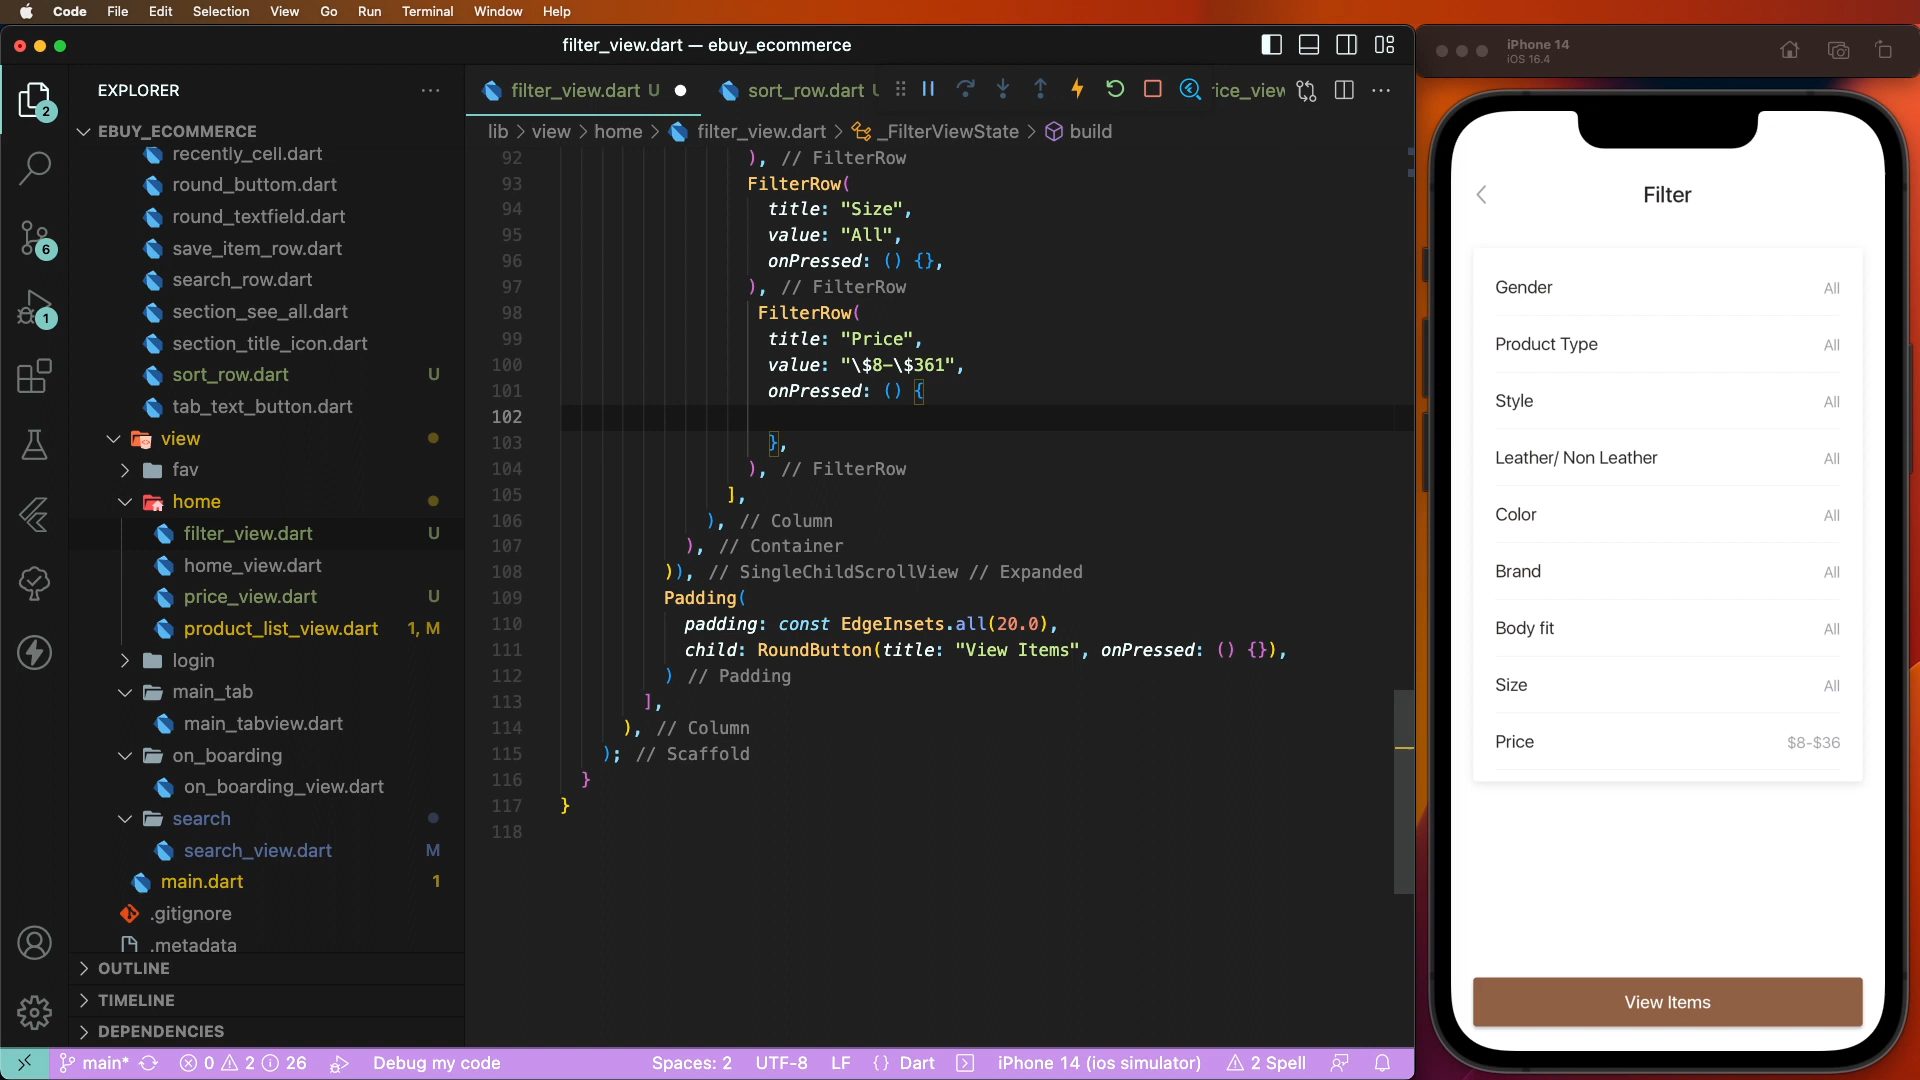 Code File Edit Selection View Go Run Terminal Window Help
filter_view.dart — ebuy_ecommerce
EXPLORER
EBUY_ECOMMERCE
recently_cell.dart
round_buttom.dart
round_textfield.dart
save_item_row.dart
search_row.dart
section_see_all.dart
section_title_icon.dart
sort_row.dart U
tab_text_button.dart
view
fav
home
filter_view.dart U
home_view.dart
price_view.dart U
product_list_view.dart 1, M
login
main_tab
main_tabview.dart
on_boarding
on_boarding_view.dart
search
search_view.dart M
main.dart 1
.gitignore
.metadata
OUTLINE
TIMELINE
DEPENDENCIES
2
6
1
filter_view.dart U
sort_row.dart
rice_view
lib > view > home > filter_view.dart > _FilterViewState > build
92 ), // FilterRow
93 FilterRow(
94 title: "Size",
95 value: "All",
96 onPressed: () {},
97 ), // FilterRow
98 FilterRow(
99 title: "Price",
100 value: "\$8-\$361",
101 onPressed: () {
102
103 },
104 ), // FilterRow
105 ],
106 ), // Column
107 ), // Container
108 )), // SingleChildScrollView // Expanded
109 Padding(
110 padding: const EdgeInsets.all(20.0),
111 child: RoundButton(title: "View Items", onPressed: () {}),
112 ) // Padding
113 ],
114 ), // Column
115 ); // Scaffold
116 }
117 }
118
main* 0 2 26 Debug my code Spaces: 2 UTF-8 LF {} Dart iPhone 14 (ios simulator) 2 Spell
iPhone 14
iOS 16.4
Filter
Gender All
Product Type All
Style All
Leather/ Non Leather All
Color All
Brand All
Body fit All
Size All
Price $8-$36
View Items